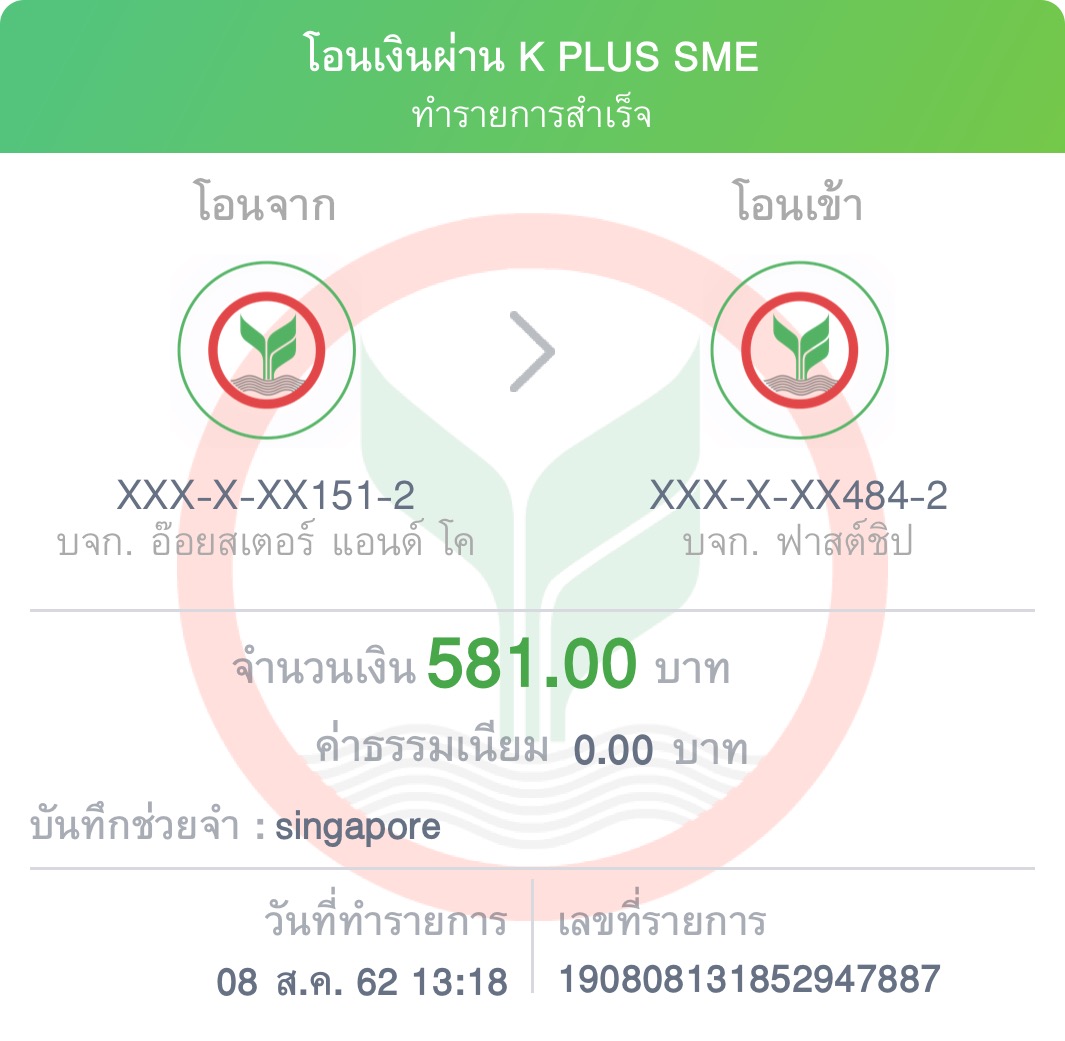 โอนเงินผ่าน K PLUS SME
ทำรายการสำเร็จ
โอนจาก
โอนเข้า
XXX-X-XX151-2
บจก. อ๊อยสเตอร์ แอนด์ โค
XXX-X-XX484-2
บจก. ฟาสต์ชิป
จำนวนเงิน 581.00 บาท
ค่าธรรมเนียม 0.00 บาท
บันทึกช่วยจำ : singapore
วันที่ทำรายการ
08 ส.ค. 62 13:18
เลขที่รายการ
190808131852947887